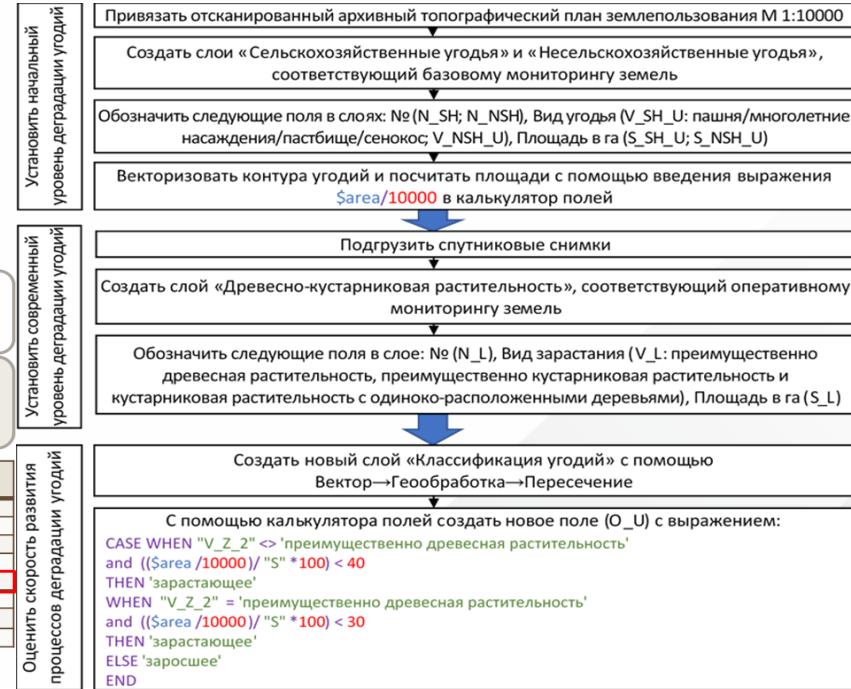 Установить начальный
уровень деградации угодий
Привязать отсканированный архивный топографический план землепользования М 1:10000
Создать слои «Сельскохозяйственные угодья» и «Несельскохозяйственные угодья»,
соответствующий базовому мониторингу земель
Обозначить следующие поля в слоях: № (N_SH; N_NSH), Вид угодья (V_SH_U: пашня/многолетние
насаждения/пастбище/сенокос; V_NSH_U), Площадь в га (S_SH_U; S_NSH_U)
Векторизовать контура угодий и посчитать площади с помощью введения выражения
$area/10000 в калькулятор полей
Установить современный
уровень деградации угодий
Подгрузить спутниковые снимки
Создать слой «Древесно-кустарниковая растительность», соответствующий оперативному
мониторингу земель
Обозначить следующие поля в слое: № (N_L), Вид зарастания (V_L: преимущественно
древесная растительность, преимущественно кустарниковая растительность и
кустарниковая растительность с одиноко-расположенными деревьями), Площадь в га (S_L)
Оценить скорость развития
процессов деградации угодий
Создать новый слой «Классификация угодий» с помощью
Вектор→Геообработка→Пересечение
С помощью калькулятора полей создать новое поле (O_U) с выражением:
CASE WHEN "V_Z_2" <> 'преимущественно древесная растительность'
and (($area /10000)/ "S" *100) < 40
THEN 'зарастающее'
WHEN "V_Z_2" = 'преимущественно древесная растительность'
and (($area /10000)/ "S" *100) < 30
THEN 'зарастающее'
ELSE 'заросшее'
END